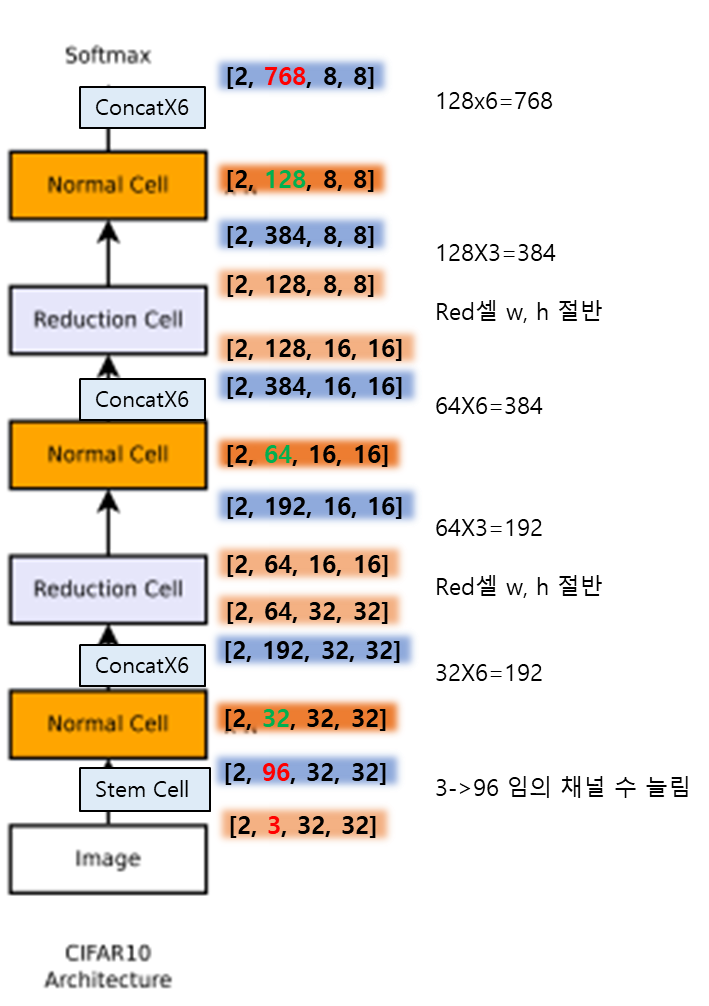 Softmax
[2, 768, 8, 8]
ConcatX6
128x6=768
Normal Cell
[2, 128, 8, 8]
[2, 384, 8, 8]
128X3=384
[2, 128, 8, 8]
Reduction Cell
Red셀 w, h 절반
[2, 128, 16, 16]
[2, 384, 16, 16]
ConcatX6
64X6=384
Normal Cell
[2, 64, 16, 16]
[2, 192, 16, 16]
64X3=192
[2, 64, 16, 16]
Reduction Cell
Red셀 w, h 절반
[2, 64, 32, 32]
[2, 192, 32, 32]
ConcatX6
32X6=192
Normal Cell
[2, 32, 32, 32]
[2, 96, 32, 32]
Stem Cell
3->96 임의 채널 수 늘림
[2, 3, 32, 32]
Image
CIFAR10
Architecture